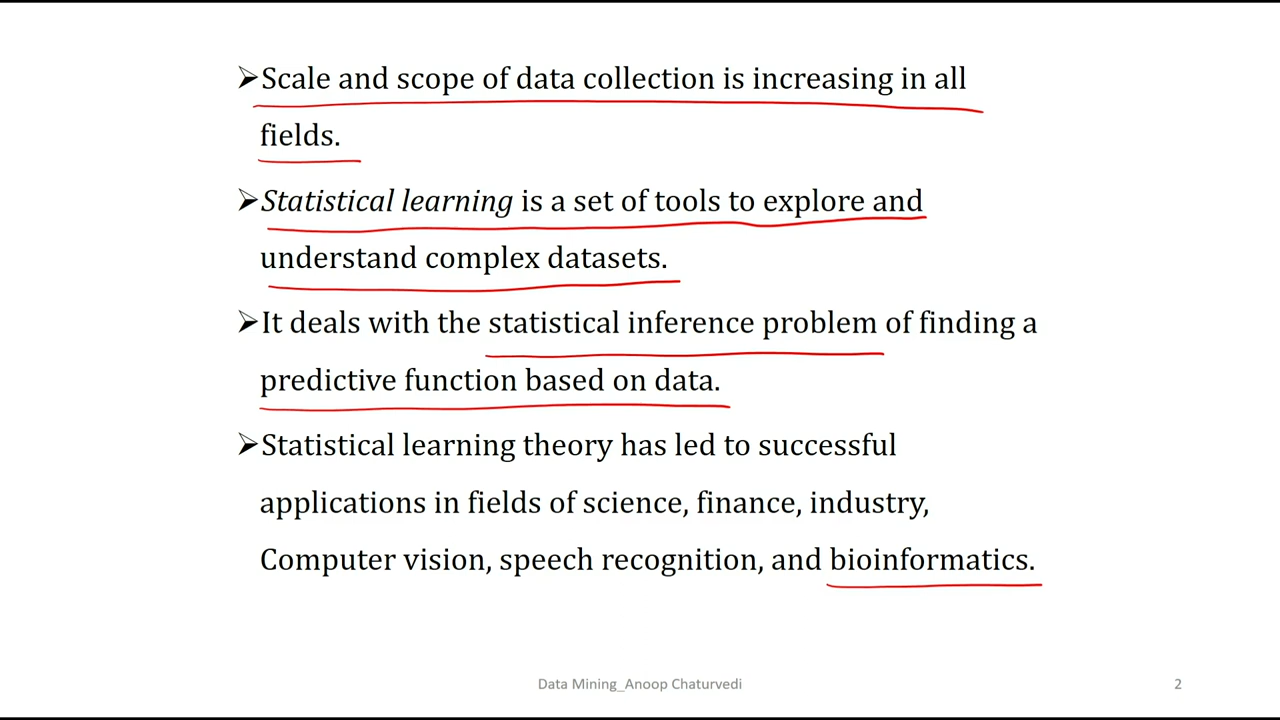 ➢Scale and scope of data collection is increasing in all
fields.
➢Statistical learning is a set of tools to explore and
understand complex datasets.
➢It deals with the statistical inference problem of finding a
predictive function based on data.
➢Statistical learning theory has led to successful
applications in fields of science, finance, industry,
Computer vision, speech recognition, and bioinformatics.
Data Mining_Anoop Chaturvedi
2